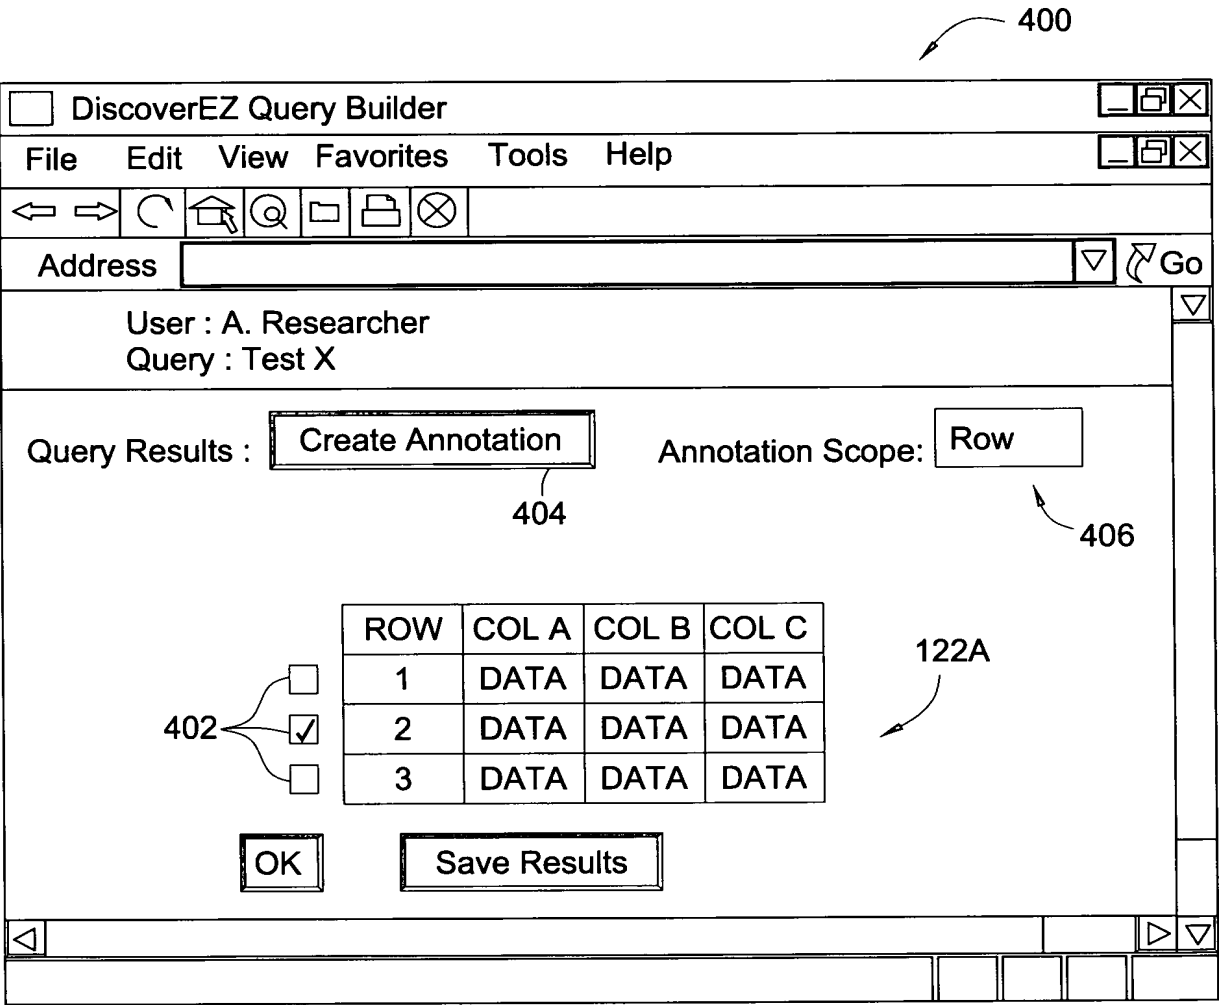 400
DiscoverEZ Query Builder
File Edit View Favorites Tools Help
Address Go
User : A. Researcher
Query : Test X
Query Results : Create Annotation Annotation Scope: Row
404
406
ROW COL A COL B COL C
1 DATA DATA DATA
122A
402 2 DATA DATA DATA
3 DATA DATA DATA
OK Save Results